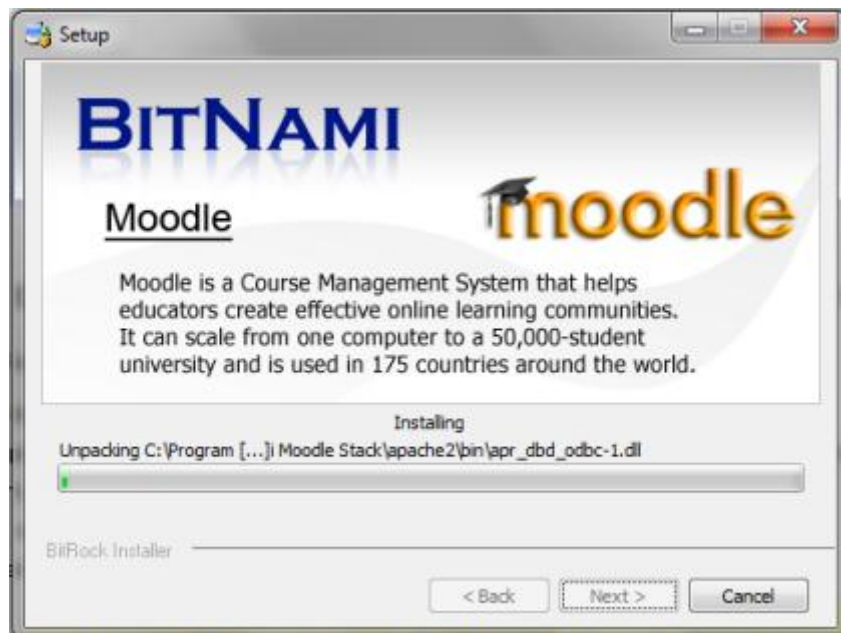 Setup
BITNAMI
moodle
Moodle
Moodle is a Course Management System that helps
educators create effective online learning communities.
It can scale from one computer to a 50,000-student
university and is used in 175 countries around the world.
Installing
Unpacking C:\Program [...]i Moodle Stack\apache2\bin\apr_dbd_odbc-1.dll
BitRock Installer
< Back Next > Cancel